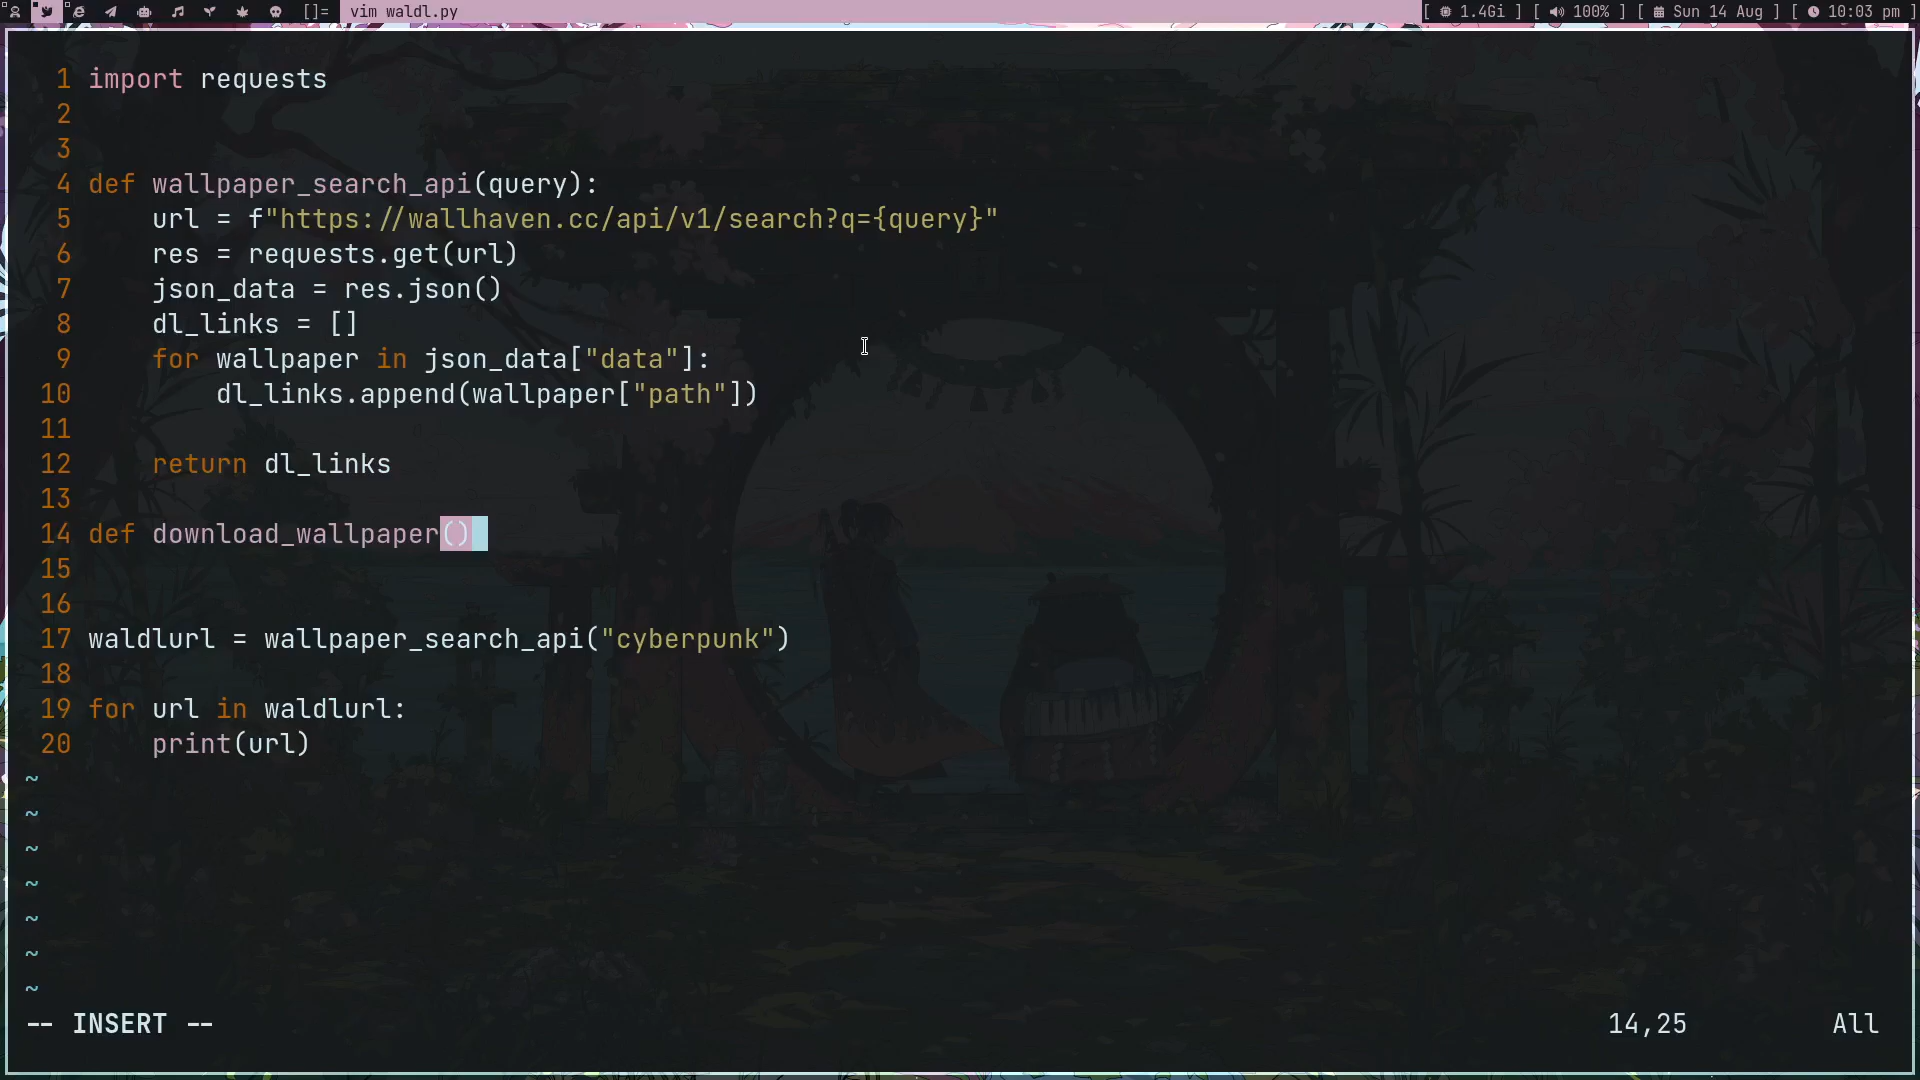 []= vim waldl.py [ 1.4Gi ] [ 100% ] [ Sun 14 Aug ] [ 10:03 pm ]
1 import requests
2
3
4 def wallpaper_search_api(query):
5     url = f"https://wallhaven.cc/api/v1/search?q={query}"
6     res = requests.get(url)
7     json_data = res.json()
8     dl_links = []
9     for wallpaper in json_data["data"]:
10         dl_links.append(wallpaper["path"])
11
12     return dl_links
13
14 def download_wallpaper()
15
16
17 waldlurl = wallpaper_search_api("cyberpunk")
18
19 for url in waldlurl:
20     print(url)
~
~
~
~
~
~
~
-- INSERT -- 14,25 All